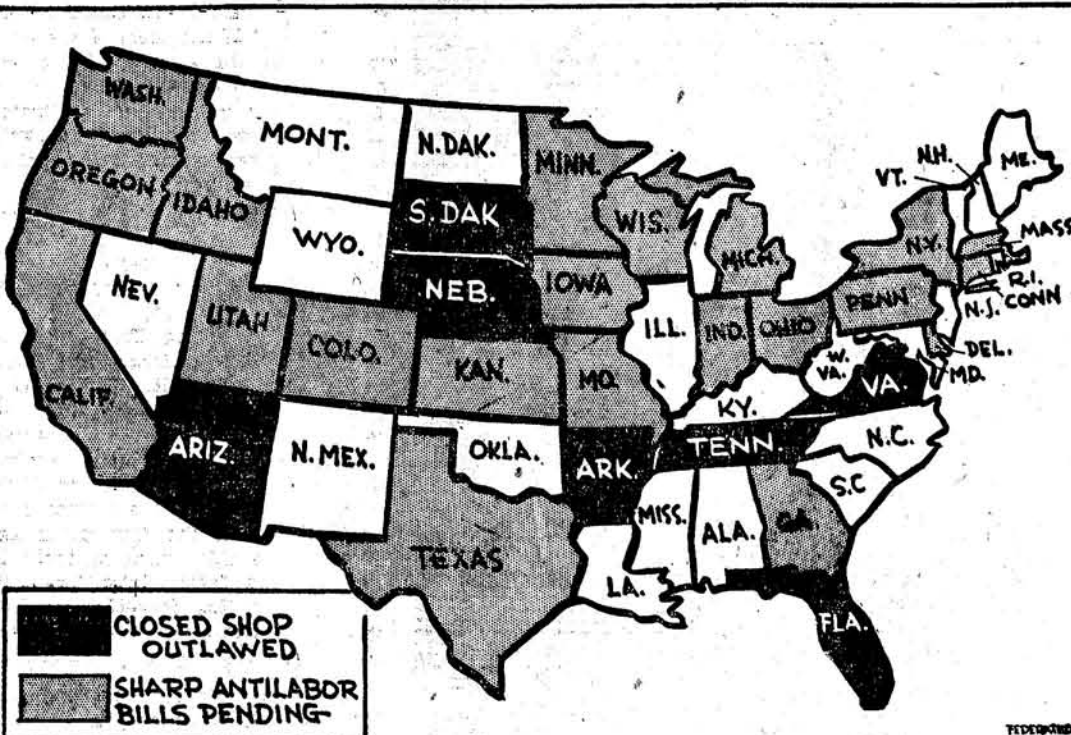 WASH.
MONT.
N.DAK.
MINN.
N.H.
ME.
VT.
OREGON
IDAHO
S.DAK
WIS.
MASS
WYO.
MICH.
N.Y.
R.I.
NEV.
NEB.
IOWA
PENN
CONN
N.J.
UTAH
COLO.
ILL.
IND.
OHIO
DEL.
CALIF.
KAN.
MO.
W.
VA.
VA.
MD.
KY.
ARIZ.
N.MEX.
OKLA.
ARK.
TENN.
N.C.
S.C
MISS.
ALA.
GA.
TEXAS
LA.
FLA.
CLOSED SHOP
OUTLAWED
SHARP ANTILABOR
BILLS PENDING